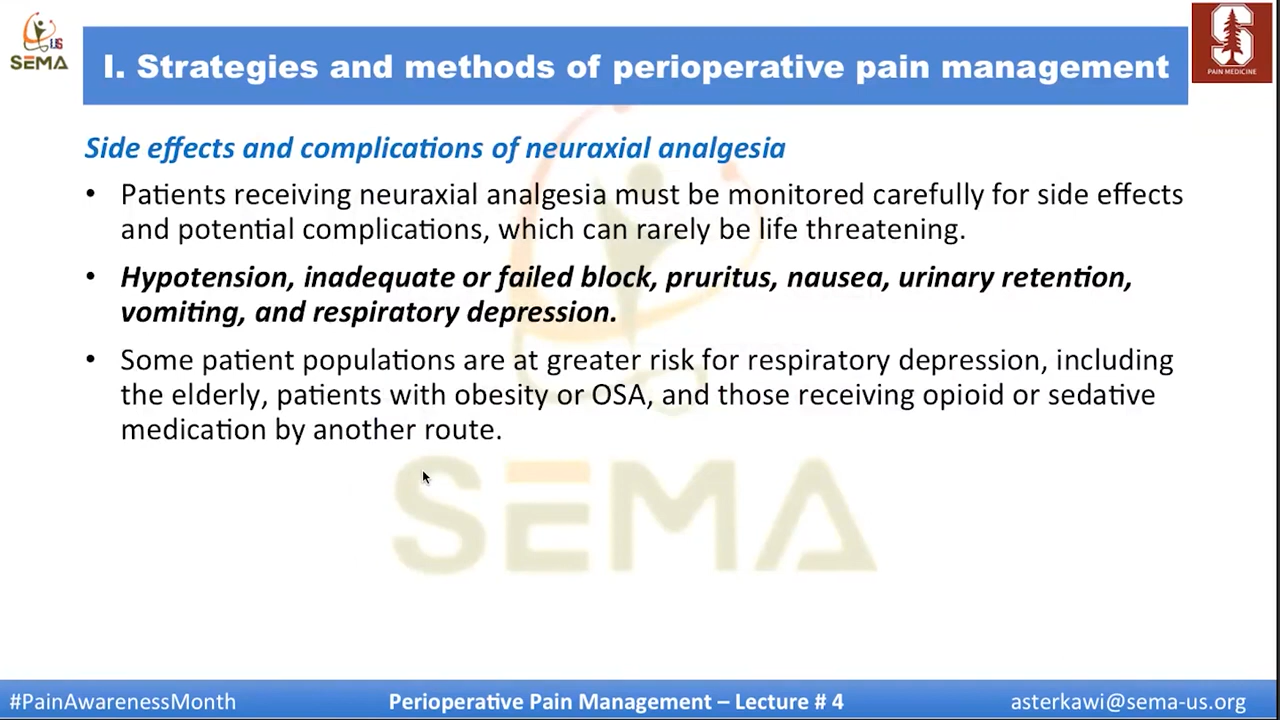 US
SEMA
I. Strategies and methods of perioperative pain management
S
PAIN MEDICINE
Side effects and complications of neuraxial analgesia
• Patients receiving neuraxial analgesia must be monitored carefully for side effects
and potential complications, which can rarely be life threatening.
• Hypotension, inadequate or failed block, pruritus, nausea, urinary retention,
vomiting, and respiratory depression.
• Some patient populations are at greater risk for respiratory depression, including
the elderly, patients with obesity or OSA, and those receiving opioid or sedative
medication by another route.
SEMA
#PainAwarenessMonth
Perioperative Pain Management – Lecture # 4
asterkawi@sema-us.org